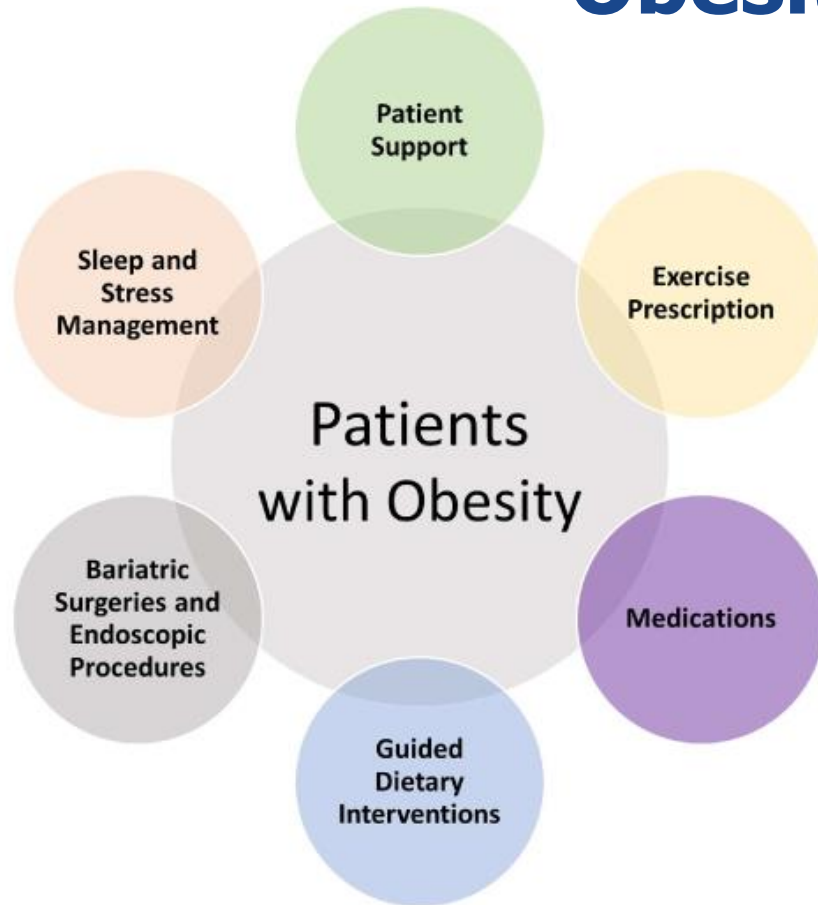 Patient
Support
Exercise
Prescription
Medications
Guided
Dietary
Interventions
Bariatric
Surgeries and
Endoscopic
Procedures
Sleep and
Stress
Management
Patients
with Obesity